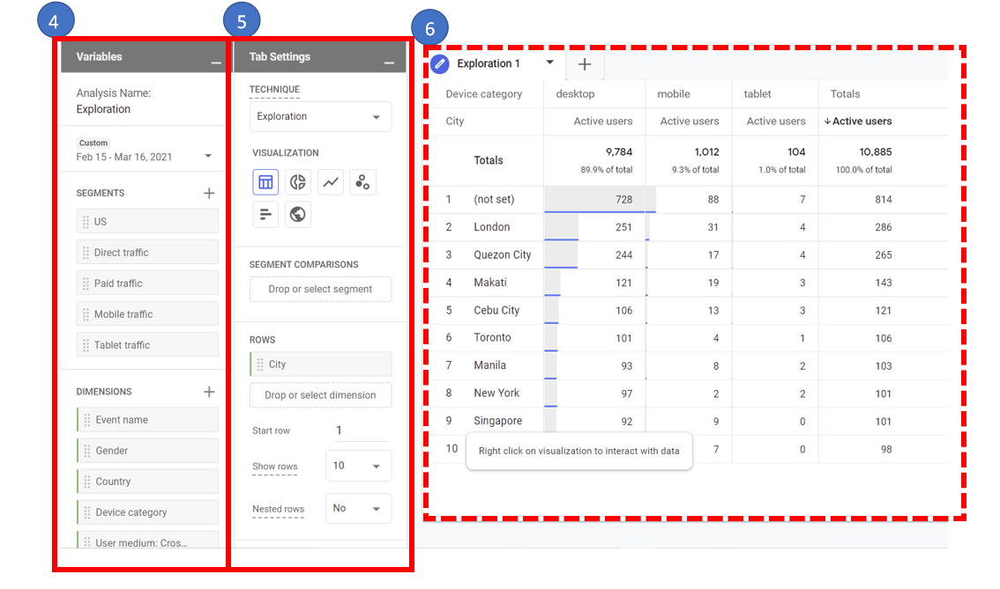 4
5
6
Variables
Analysis Name:
Exploration
Custom
Feb 15 - Mar 16, 2021
SEGMENTS
US
Direct traffic
Paid traffic
Mobile traffic
Tablet traffic
DIMENSIONS
Event name
Gender
Country
Device category
User medium: Cros...
Tab Settings
TECHNIQUE
Exploration
VISUALIZATION
SEGMENT COMPARISONS
Drop or select segment
ROWS
City
Drop or select dimension
Start row 1
Show rows 10
Nested rows No
Exploration 1
Device category desktop mobile tablet Totals
City Active users Active users Active users ↓Active users
Totals 9,784 1,012 104 10,885
89.9% of total 9.3% of total 1.0% of total 100.0% of total
1 (not set) 728 88 7 814
2 London 251 31 4 286
3 Quezon City 244 17 4 265
4 Makati 121 19 3 143
5 Cebu City 106 13 3 121
6 Toronto 101 4 1 106
7 Manila 93 8 2 103
8 New York 97 2 2 101
9 Singapore 92 9 0 101
10 7 0 98
Right click on visualization to interact with data